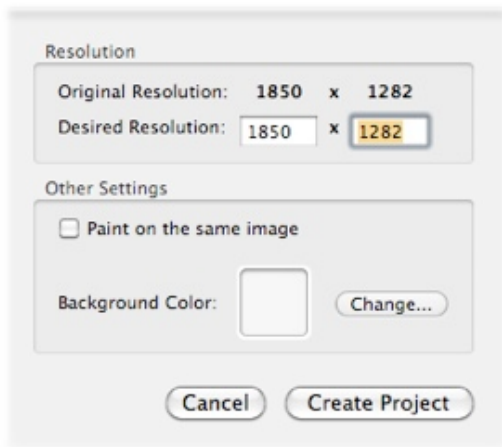 Resolution
Original Resolution: 1850 x 1282
Desired Resolution: 1850 x 1282
Other Settings
Paint on the same image
Background Color: Change...
Cancel Create Project